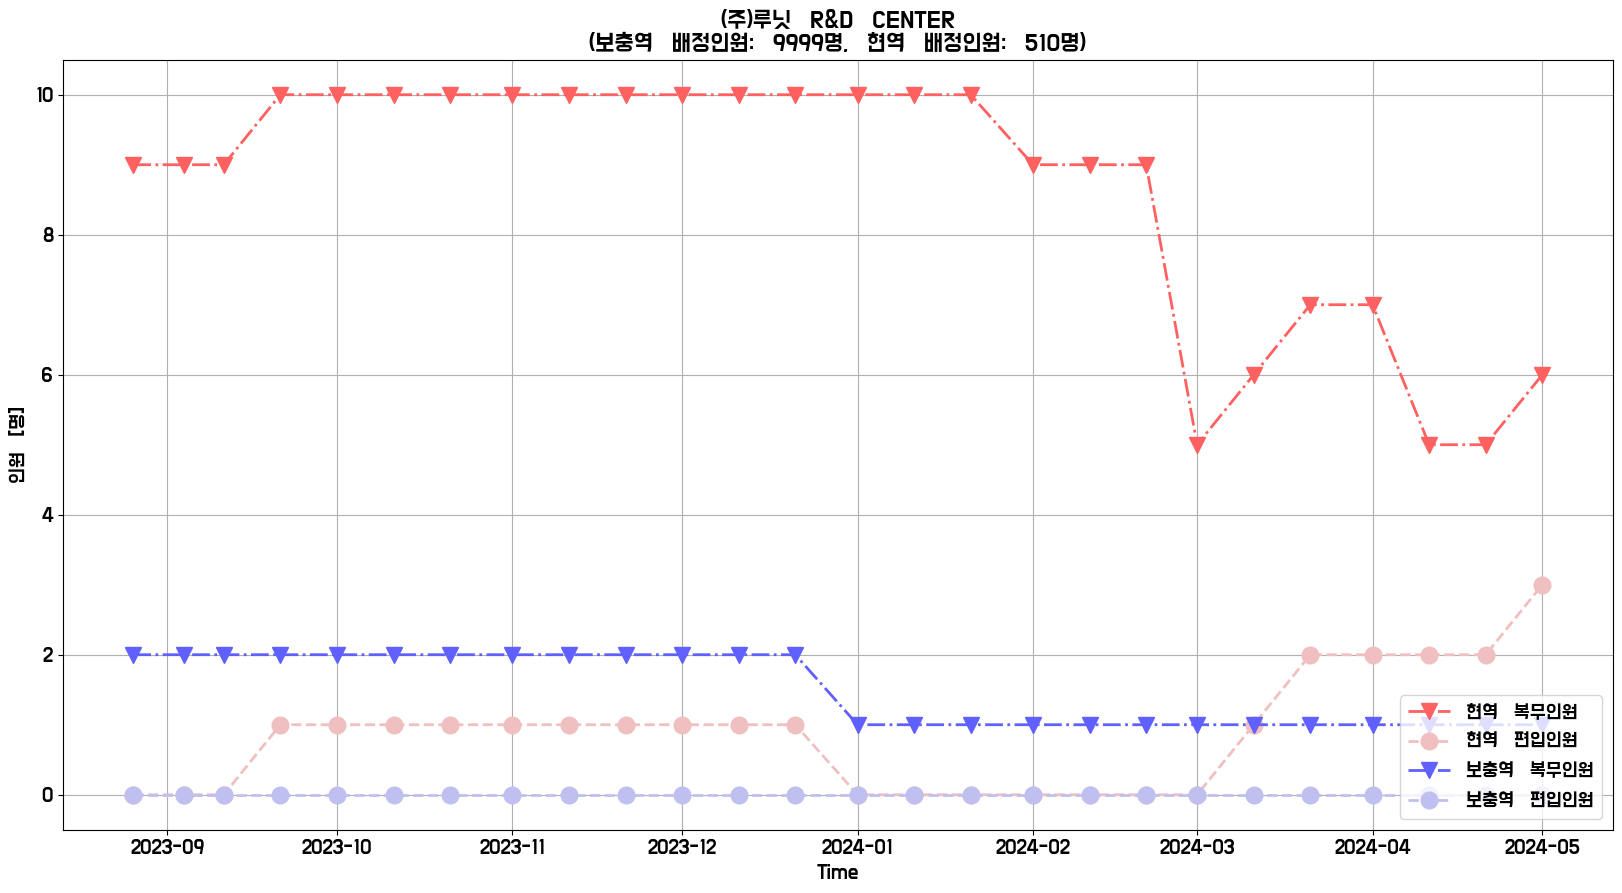 (주)루닛 R&D CENTER
(보충역 배정인원: 9999명, 현역 배정인원: 510명)
10
8
6
4
2
0
인원 [명]
2023-09 2023-10 2023-11 2023-12 2024-01 2024-02 2024-03 2024-04 2024-05
Time
현역 복무인원
현역 편입인원
보충역 복무인원
보충역 편입인원